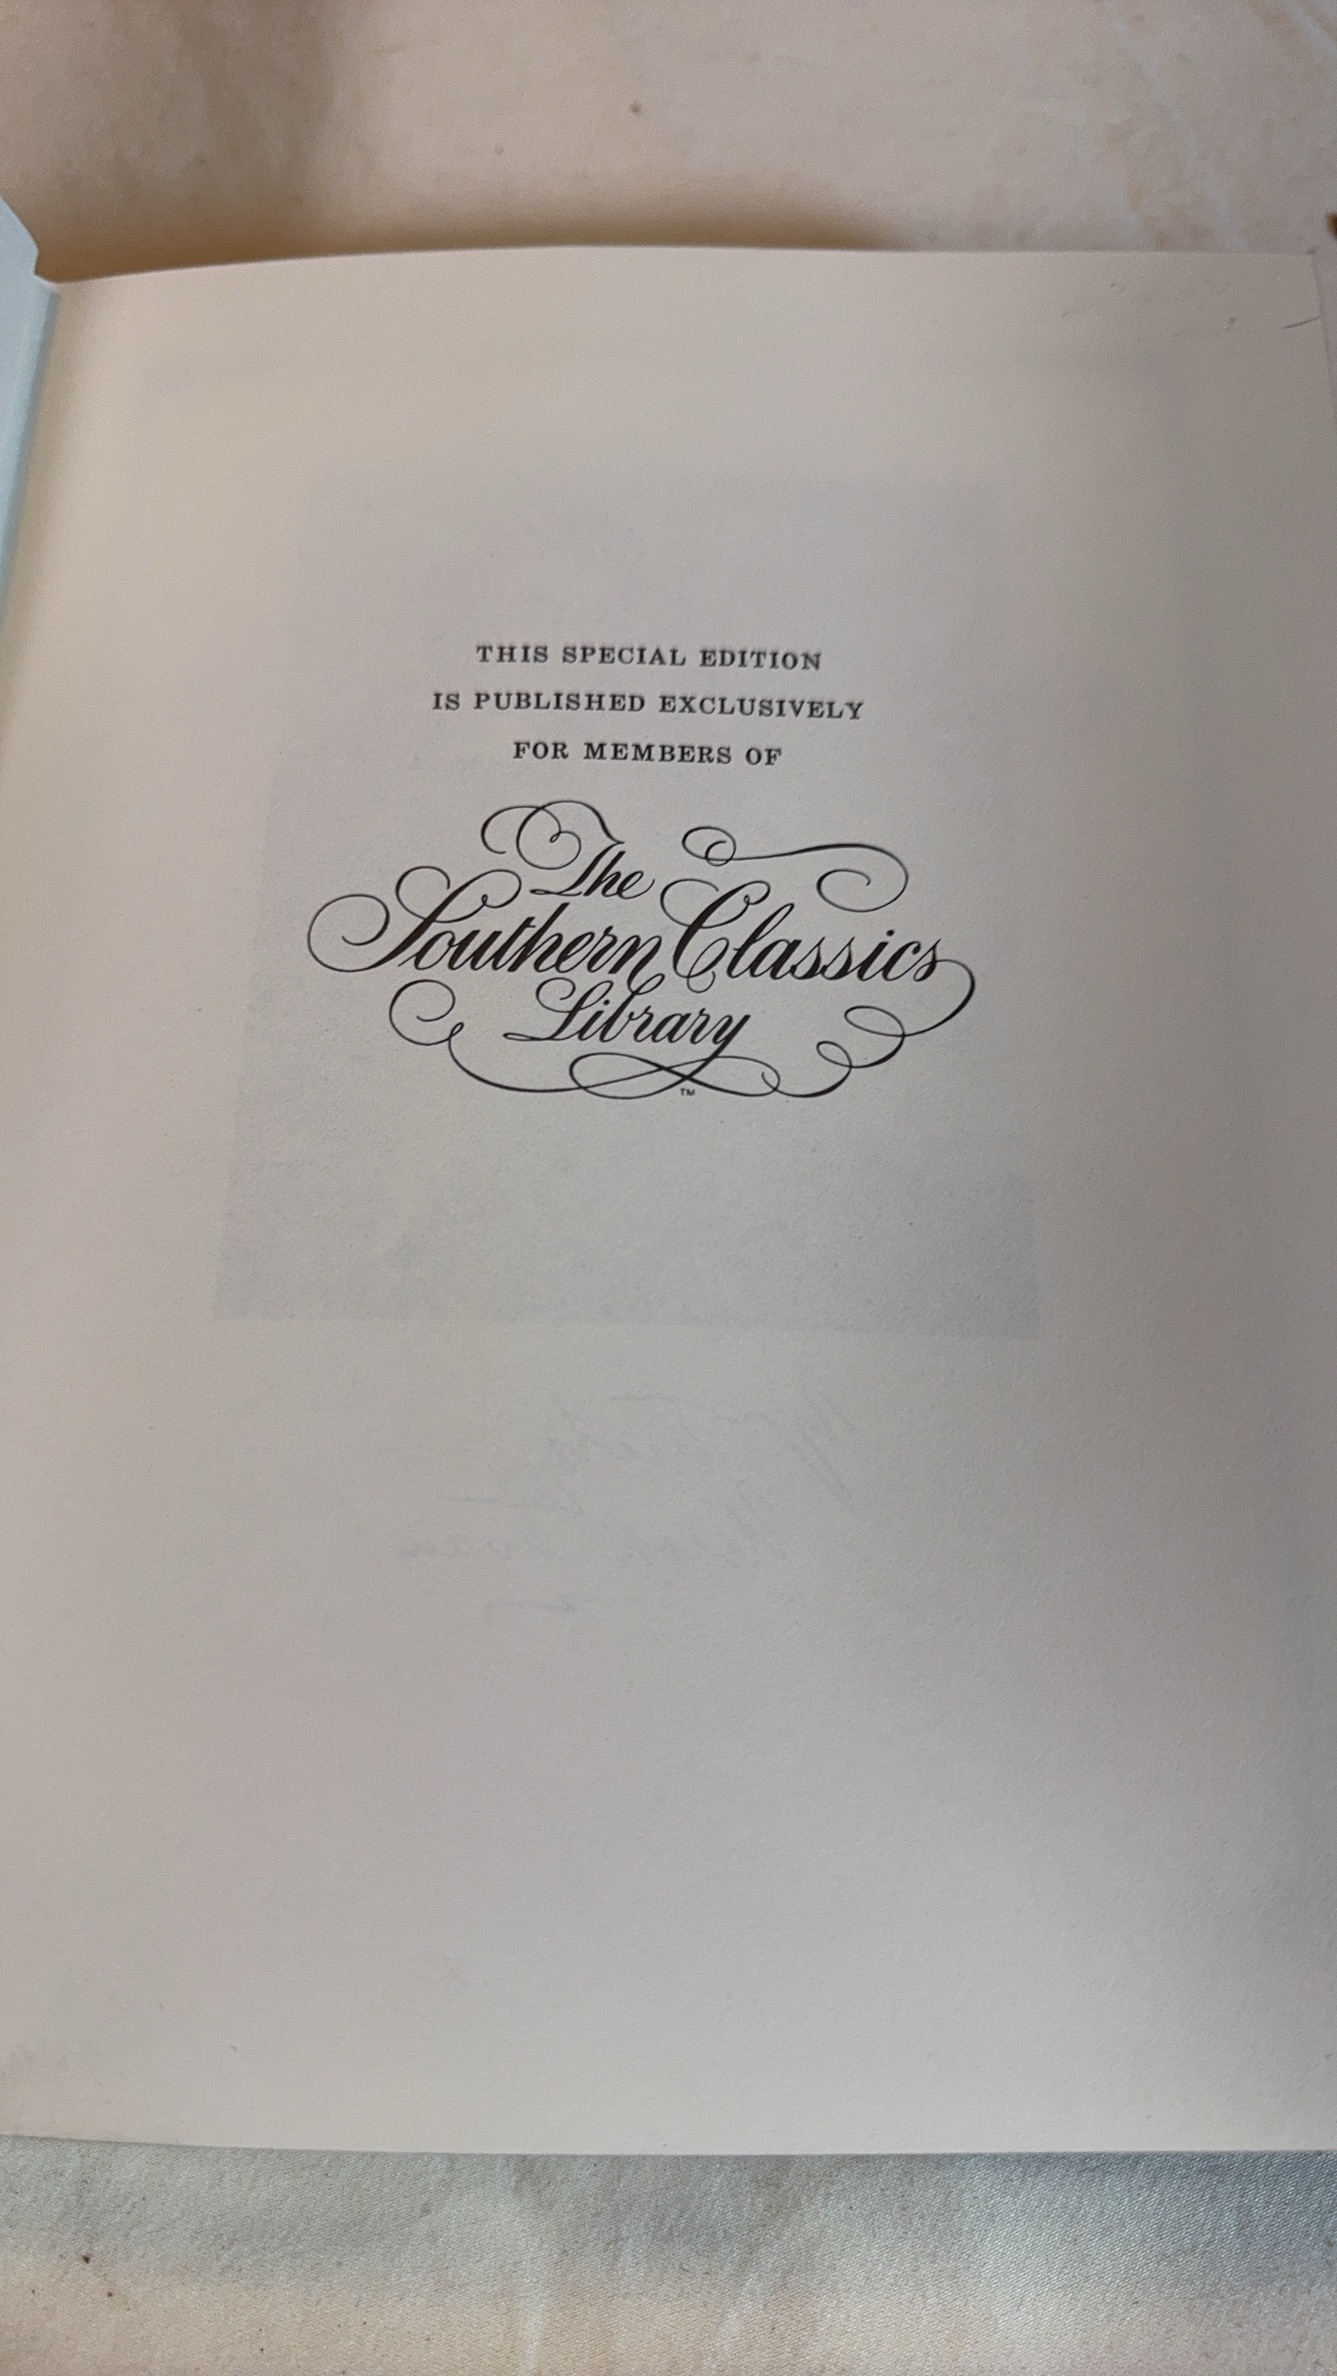 THIS SPECIAL EDITION
IS PUBLISHED EXCLUSIVELY
FOR MEMBERS OF
The
Southern Classics
Library
TM